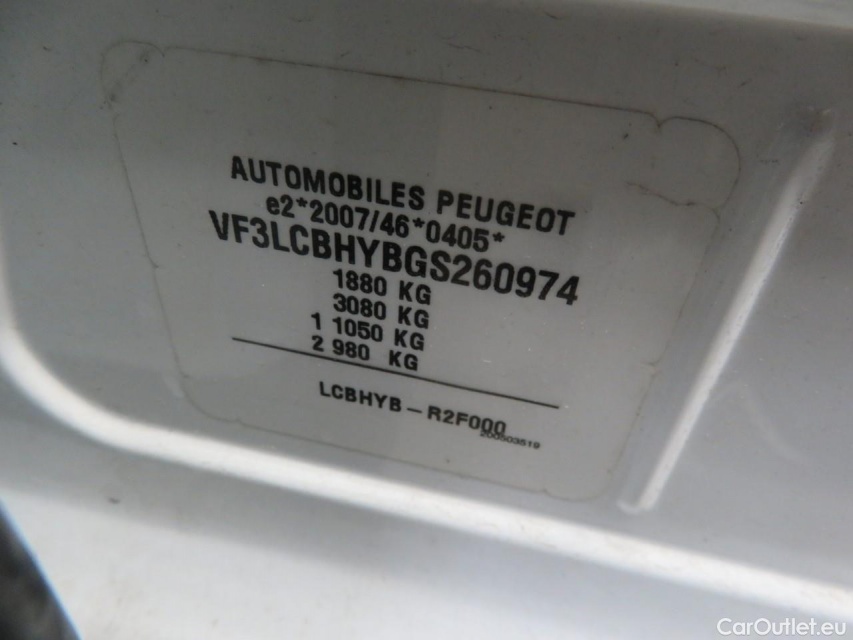 AUTOMOBILES PEUGEOT
e2*2007/46*0405*
VF3LCBHYBGS260974
1880 KG
3080 KG
1 1050 KG
2 980 KG
LCBHYB - R2F000
200503519
CarOutlet.eu